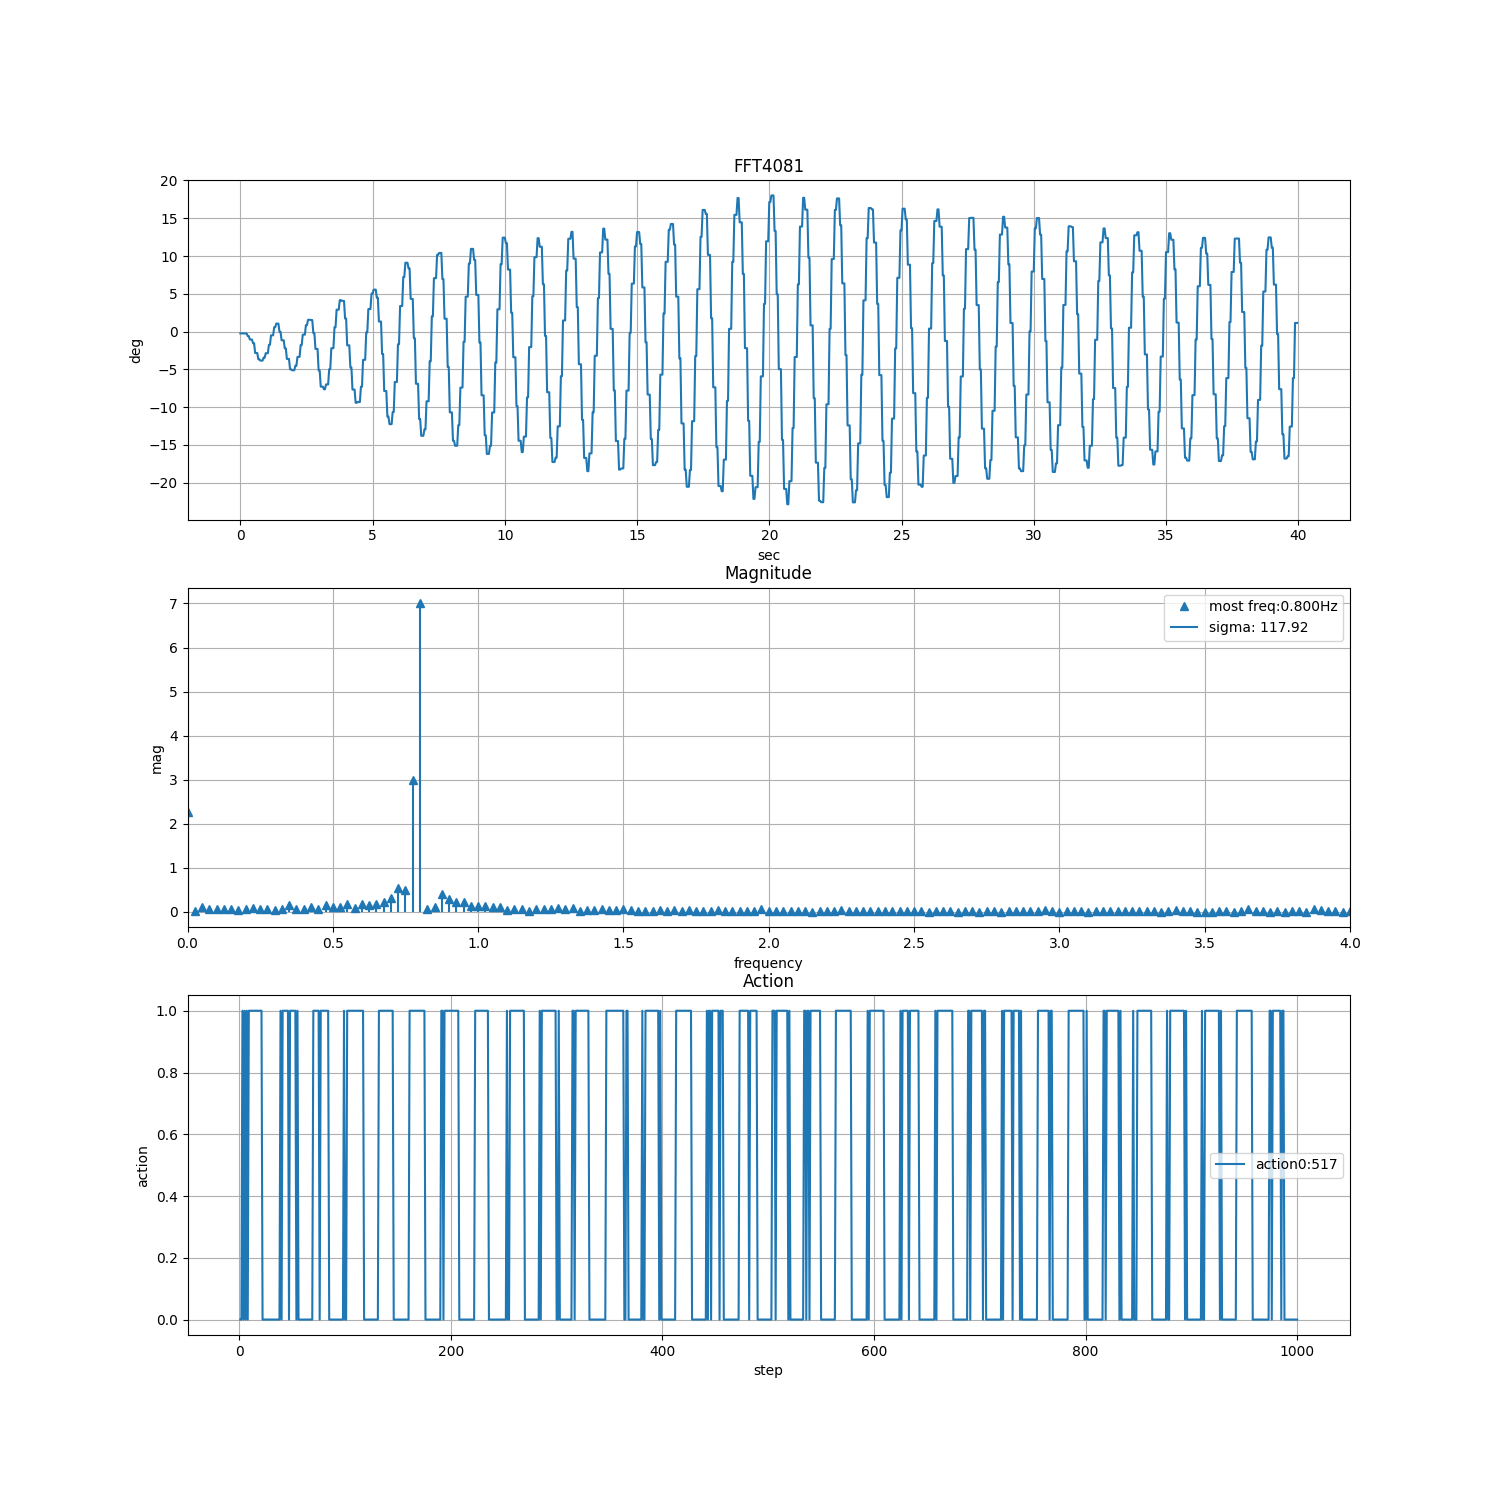 FFT4081
20
15
10
5
0
−5
−10
−15
−20
deg
0 5 10 15 20 25 30 35 40
sec
Magnitude
7
6
5
4
3
2
1
0
mag
most freq:0.800Hz
sigma: 117.92
0.0 0.5 1.0 1.5 2.0 2.5 3.0 3.5 4.0
frequency
Action
1.0
0.8
0.6
0.4
0.2
0.0
action
action0:517
0 200 400 600 800 1000
step